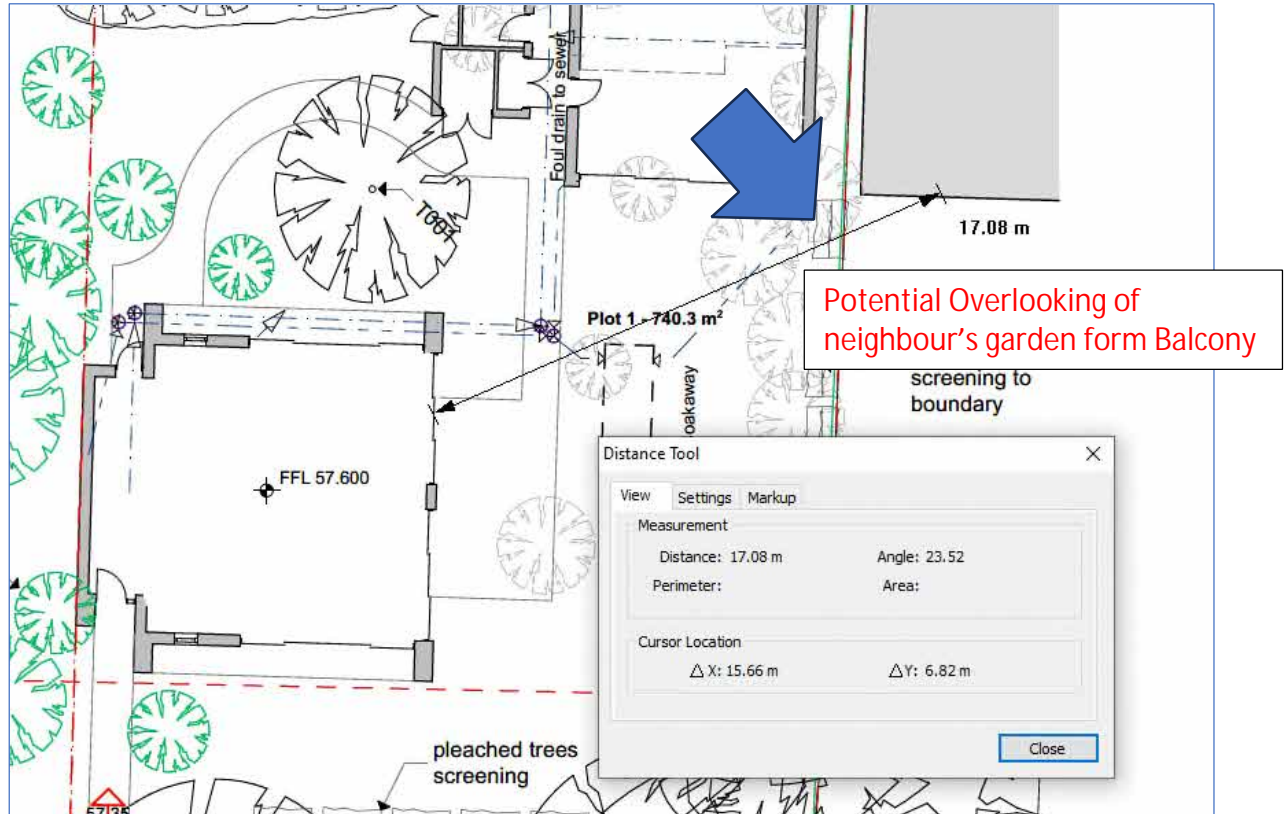 Foul drain to sewer
T001
17.08 m
Potential Overlooking of
neighbour's garden form Balcony
Plot 1 - 740.3 m²
screening to
boundary
oakaway
FFL 57.600
Distance Tool
View Settings Markup
Measurement
Distance: 17.08 m Angle: 23.52
Perimeter: Area:
Cursor Location
△ X: 15.66 m △Y: 6.82 m
Close
pleached trees
screening
57.35